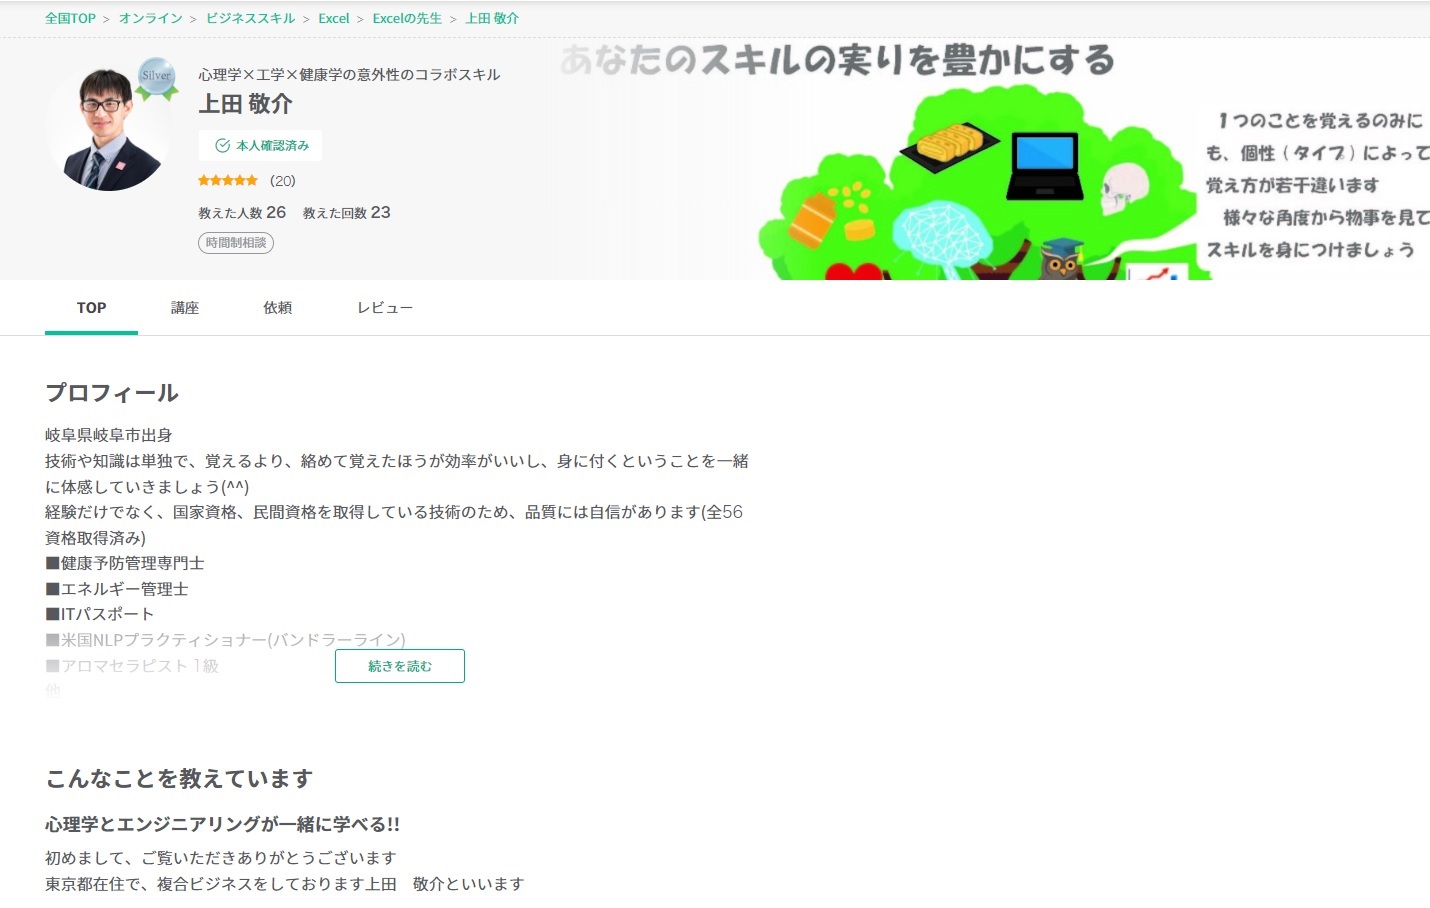 全国TOP > オンライン > ビジネススキル > Excel > Excelの先生 > 上田 敬介
あなたのスキルの実りを豊かにする
Silver
心理学×工学×健康学の意外性のコラボスキル
上田 敬介
本人確認済み
★★★★★ (20)
教えた人数 26 教えた回数 23
時間制相談
１つのことを覚えるのみに
も、個性（タイプ）によって
覚え方が若干違います
様々な角度から物事を見て
スキルを身につけましょう
TOP 講座 依頼 レビュー
プロフィール
岐阜県岐阜市出身
技術や知識は単独で、覚えるより、絡めて覚えたほうが効率がいいし、身に付くということを一緒
に体感していきましょう(^^)
経験だけでなく、国家資格、民間資格を取得している技術のため、品質には自信があります(全56
資格取得済み)
■健康予防管理専門士
■エネルギー管理士
■ITパスポート
■米国NLPプラクティショナー(バンドラーライン)
■アロマセラピスト１級
他
続きを読む
こんなことを教えています
心理学とエンジニアリングが一緒に学べる!!
初めまして、ご覧いただきありがとうございます
東京都在住で、複合ビジネスをしております上田　敬介といいます